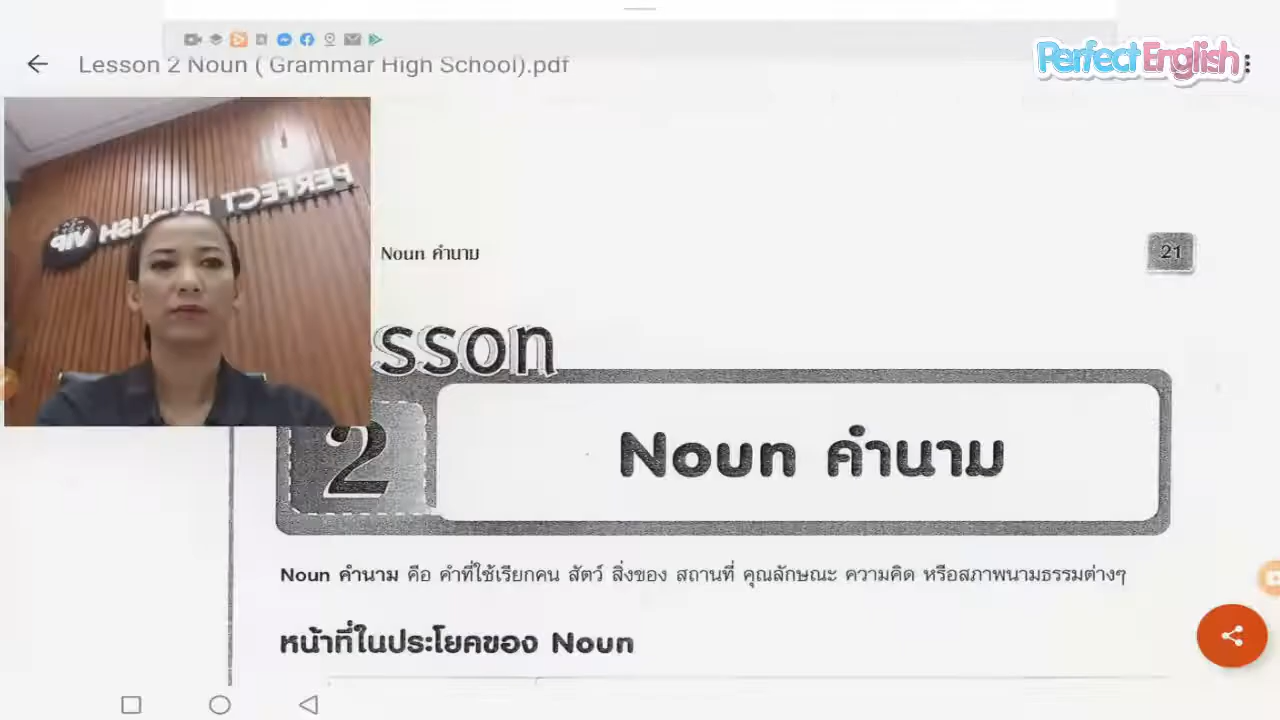 Lesson 2 Noun ( Grammar High School).pdf
Perfect English
PERFECT ENGLISH VIP
Noun คำนาม
21
sson
2
Noun คำนาม
Noun คำนาม คือ คำที่ใช้เรียกคน สัตว์ สิ่งของ สถานที่ คุณลักษณะ ความคิด หรือสภาพนามธรรมต่างๆ
หน้าที่ในประโยคของ Noun